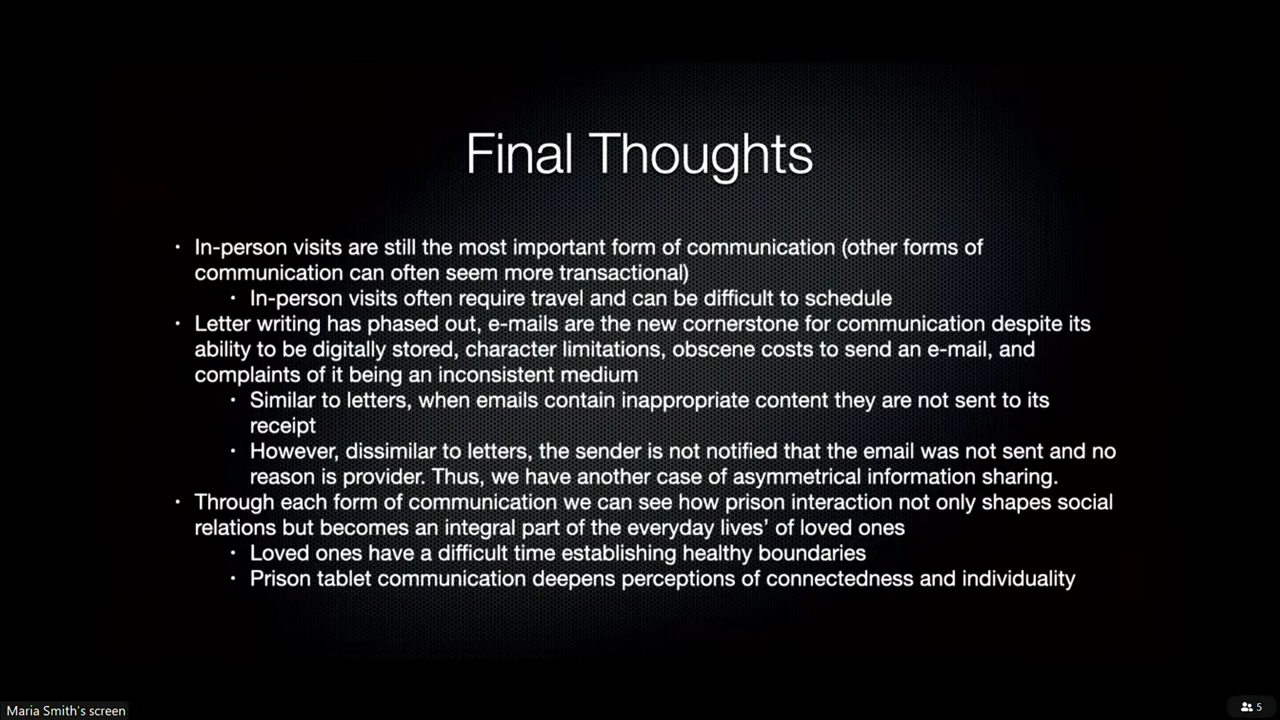 Final Thoughts
• In-person visits are still the most important form of communication (other forms of
communication can often seem more transactional)
• In-person visits often require travel and can be difficult to schedule
• Letter writing has phased out, e-mails are the new cornerstone for communication despite its
ability to be digitally stored, character limitations, obscene costs to send an e-mail, and
complaints of it being an inconsistent medium
• Similar to letters, when emails contain inappropriate content they are not sent to its
receipt
• However, dissimilar to letters, the sender is not notified that the email was not sent and no
reason is provider. Thus, we have another case of asymmetrical information sharing.
• Through each form of communication we can see how prison interaction not only shapes social
relations but becomes an integral part of the everyday lives’ of loved ones
• Loved ones have a difficult time establishing healthy boundaries
• Prison tablet communication deepens perceptions of connectedness and individuality
Maria Smith's screen
5